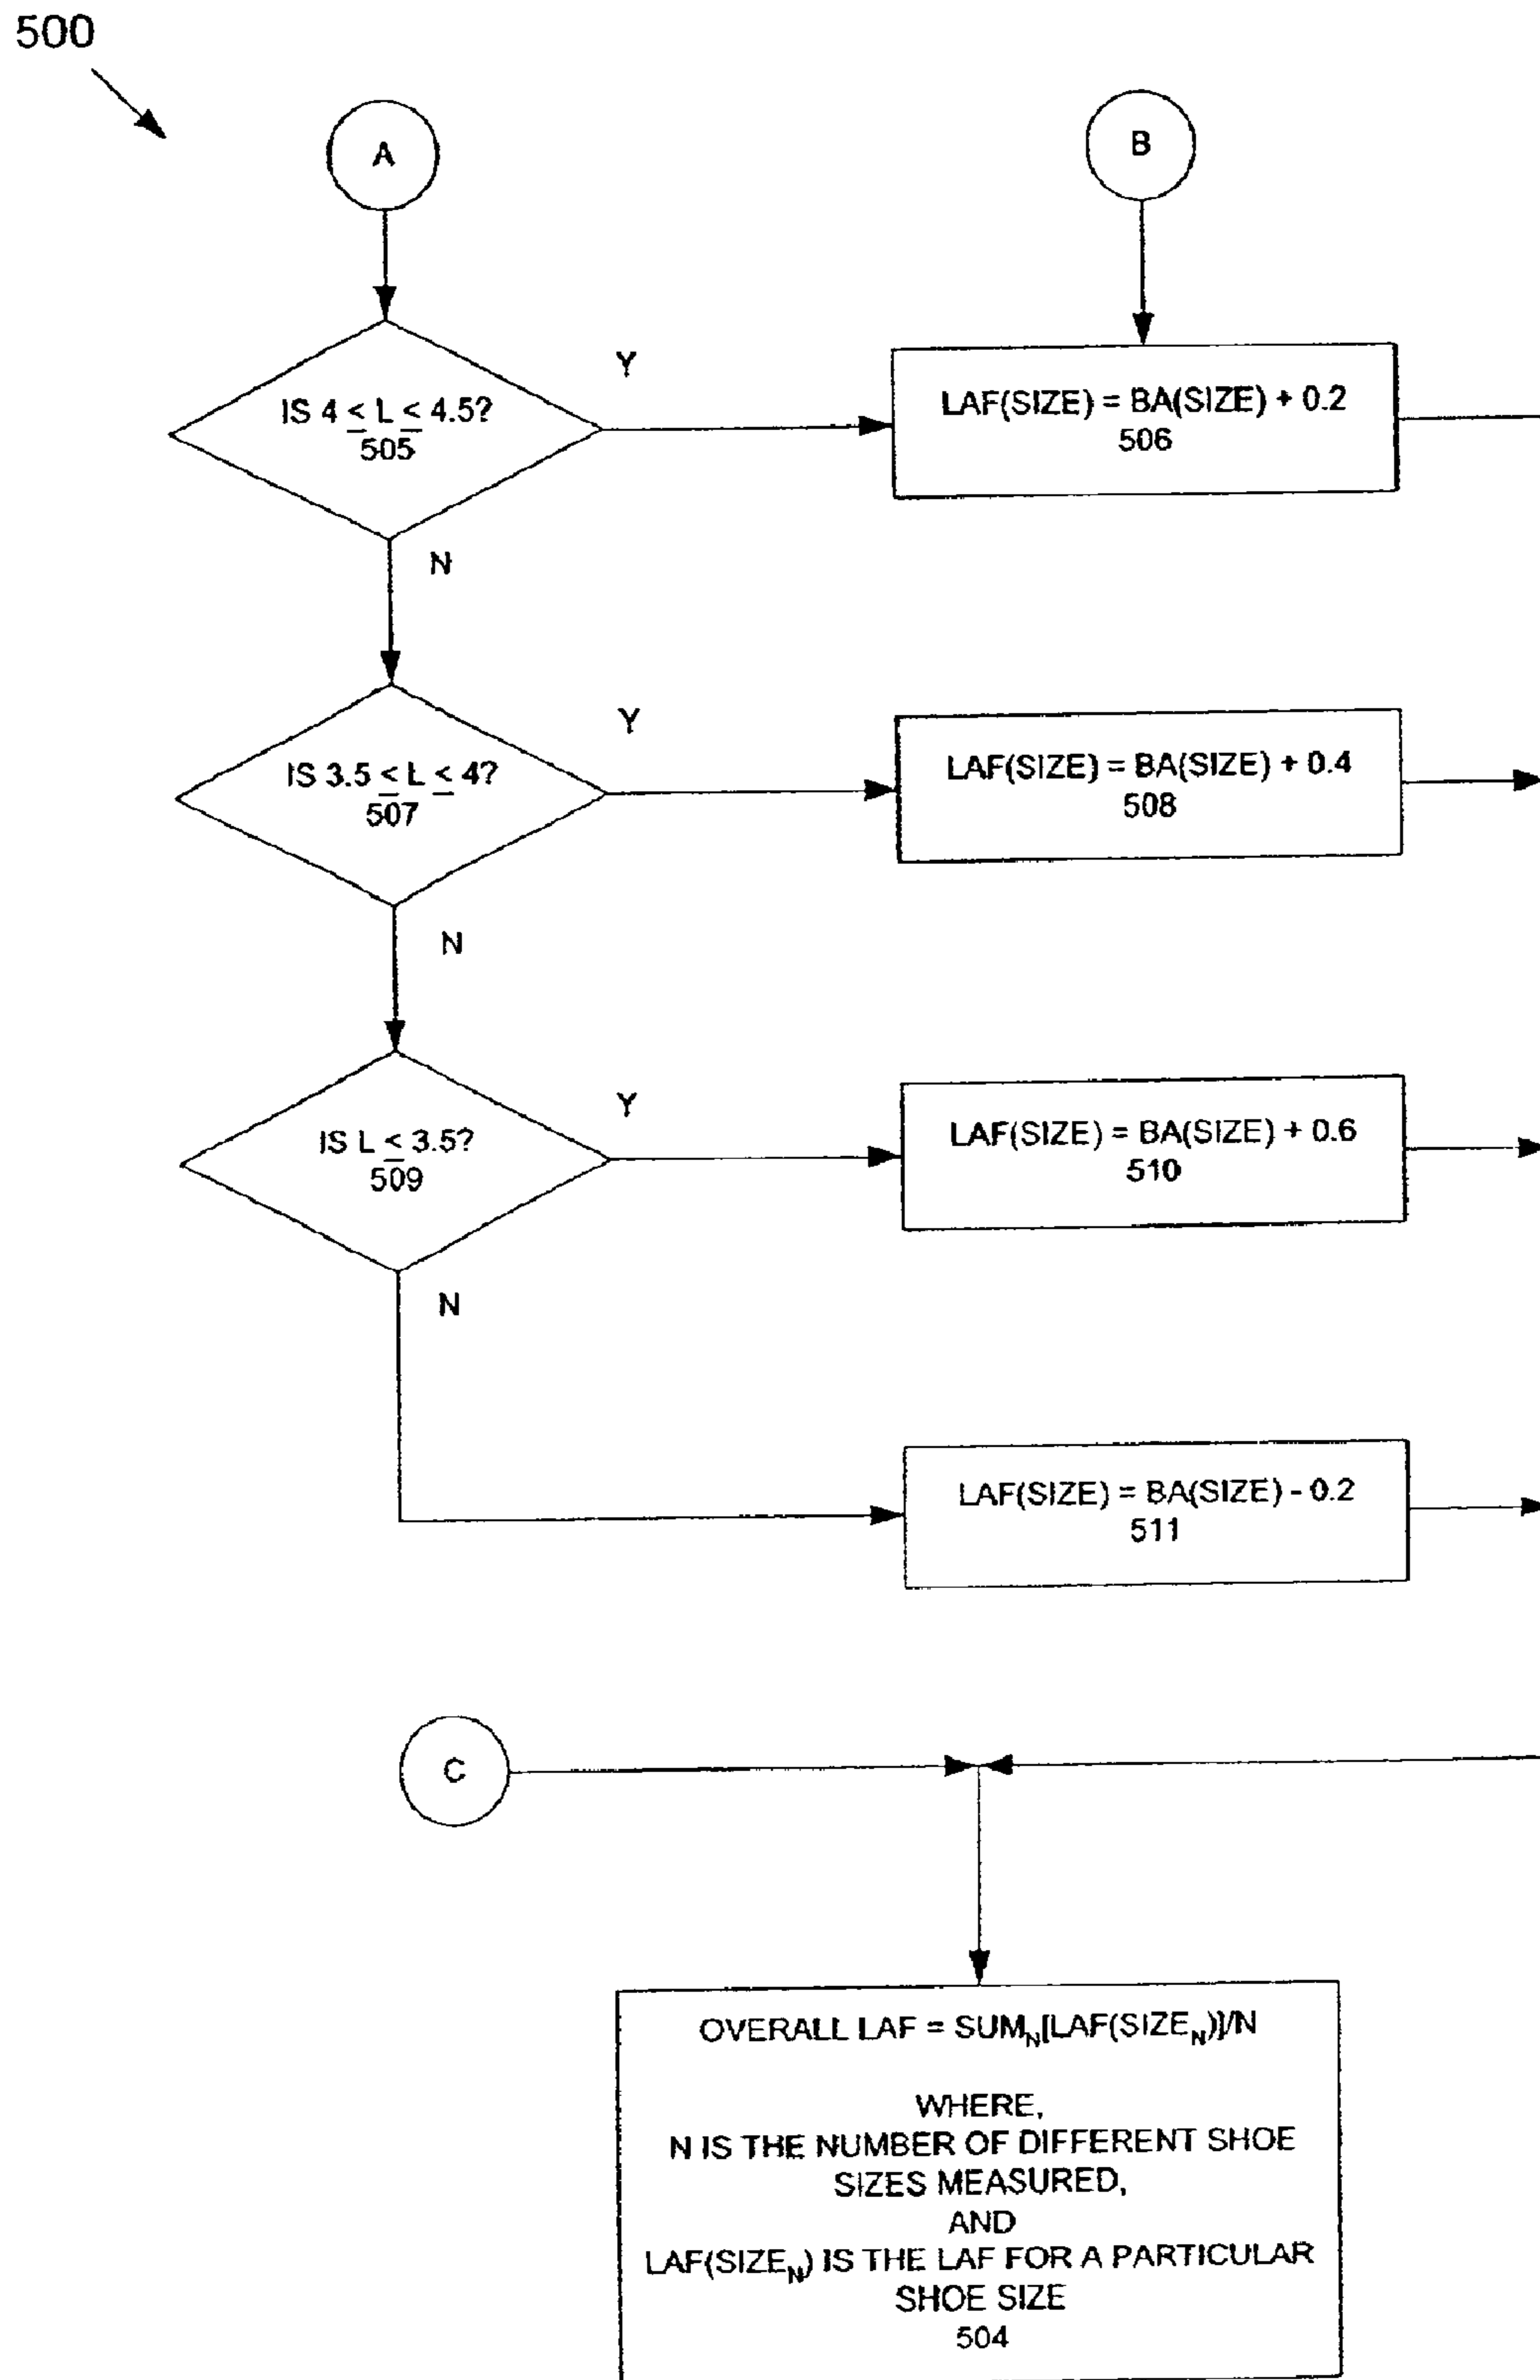 500
A
B
IS 4 ≤ L ≤ 4.5?
505
Y
LAF(SIZE) = BA(SIZE) + 0.2
506
N
IS 3.5 ≤ L ≤ 4?
507
Y
LAF(SIZE) = BA(SIZE) + 0.4
508
N
IS L ≤ 3.5?
509
Y
LAF(SIZE) = BA(SIZE) + 0.6
510
N
LAF(SIZE) = BA(SIZE) - 0.2
511
C
OVERALL LAF = SUM_N[LAF(SIZE_N)]/N
WHERE,
N IS THE NUMBER OF DIFFERENT SHOE
SIZES MEASURED,
AND
LAF(SIZE_N) IS THE LAF FOR A PARTICULAR
SHOE SIZE
504